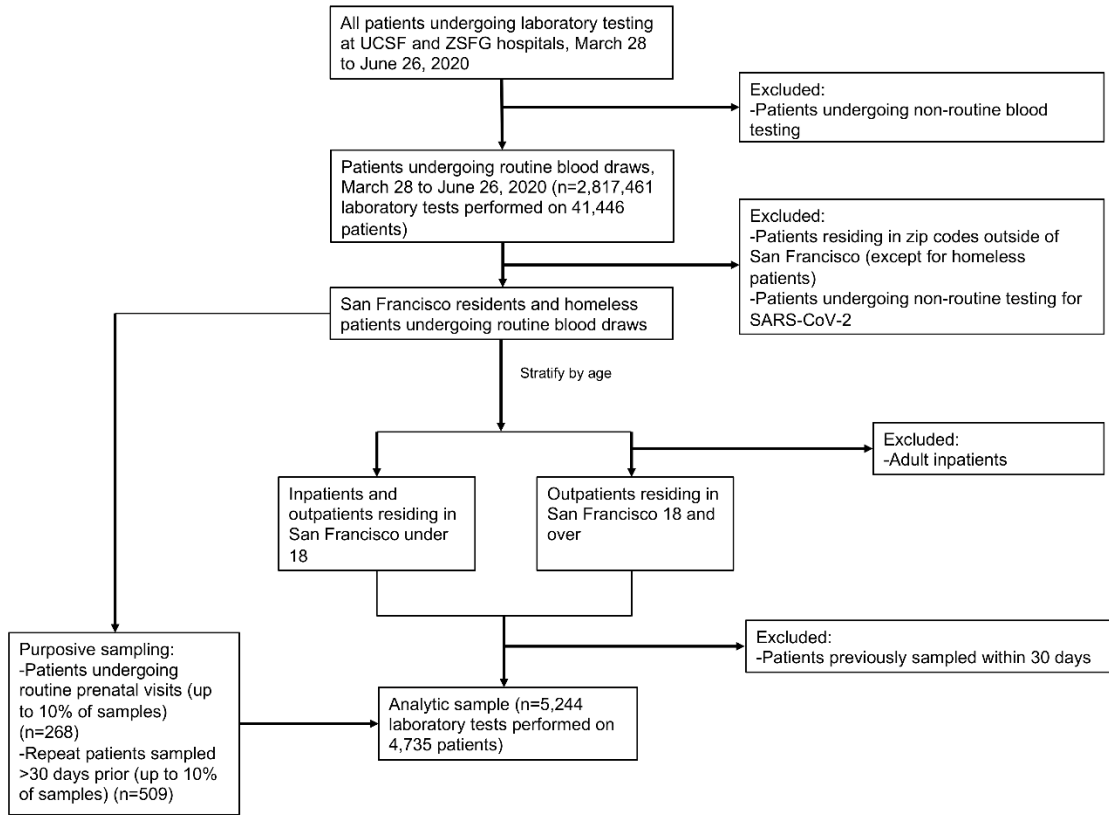 All patients undergoing laboratory testing
at UCSF and ZSFG hospitals, March 28
to June 26, 2020
Excluded:
-Patients undergoing non-routine blood
testing
Patients undergoing routine blood draws,
March 28 to June 26, 2020 (n=2,817,461
laboratory tests performed on 41,446
patients)
Excluded:
-Patients residing in zip codes outside of
San Francisco (except for homeless
patients)
-Patients undergoing non-routine testing for
SARS-CoV-2
San Francisco residents and homeless
patients undergoing routine blood draws
Stratify by age
Excluded:
-Adult inpatients
Inpatients and
outpatients residing in
San Francisco under
18
Outpatients residing in
San Francisco 18 and
over
Excluded:
-Patients previously sampled within 30 days
Purposive sampling:
-Patients undergoing
routine prenatal visits (up
to 10% of samples)
(n=268)
-Repeat patients sampled
>30 days prior (up to 10%
of samples) (n=509)
Analytic sample (n=5,244
laboratory tests performed on
4,735 patients)